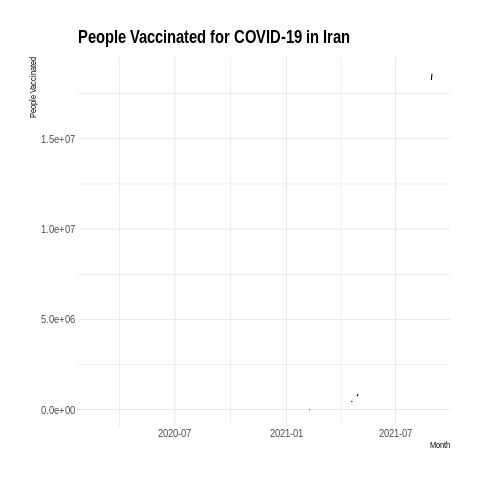 People Vaccinated for COVID-19 in Iran
People Vaccinated
1.5e+07
1.0e+07
5.0e+06
0.0e+00
2020-07 2021-01 2021-07
Month